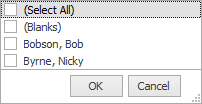 (Select All)
(Blanks)
Bobson, Bob
Byrne, Nicky
OK
Cancel